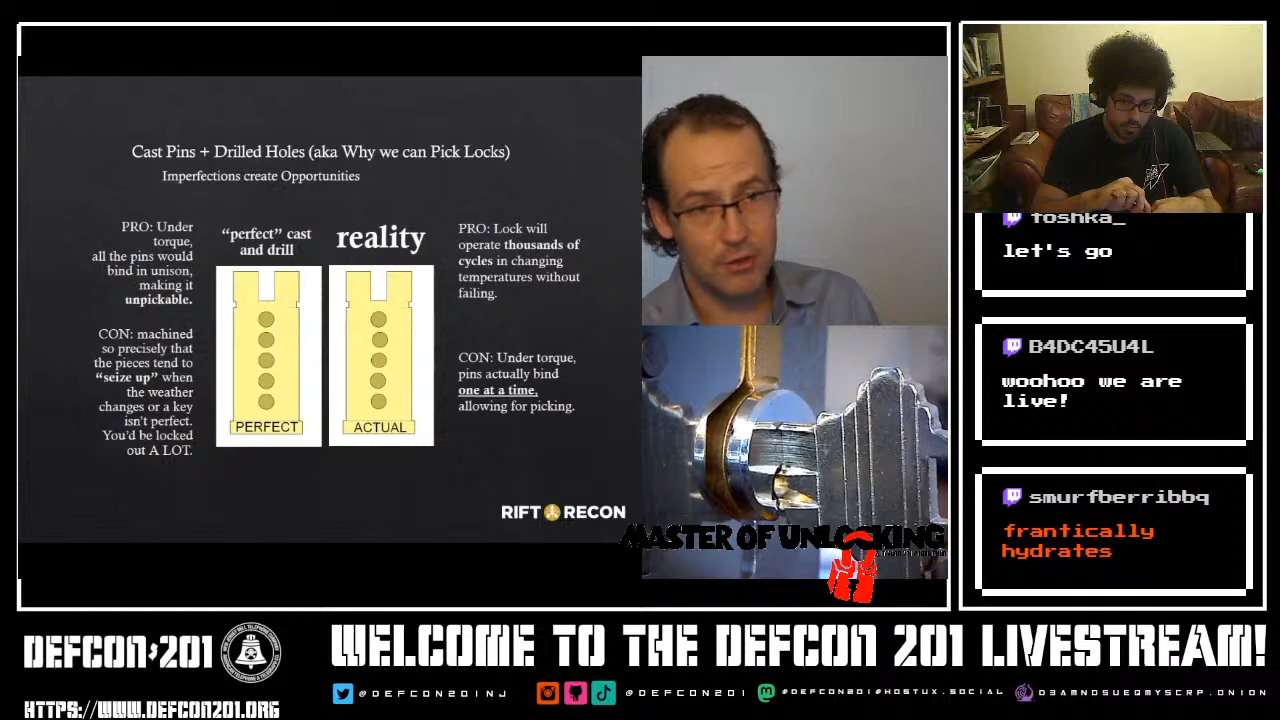 Cast Pins + Drilled Holes (aka Why we can Pick Locks)
Imperfections create Opportunities
PRO: Under
torque,
all the pins would
bind in unison,
making it
unpickable.
CON: machined
so precisely that
the pieces tend to
“seize up” when
the weather
changes or a key
isn't perfect.
You'd be locked
out A LOT.
“perfect” cast
and drill
PERFECT
reality
ACTUAL
PRO: Lock will
operate thousands of
cycles in changing
temperatures without
failing.
CON: Under torque,
pins actually bind
one at a time,
allowing for picking.
RIFT RECON
MASTER OF UNLOCKING
toshka_
let's go
B4DC45U4L
woohoo we are
live!
smurfberribbq
frantically
hydrates
DEFCON 201
HTTPS://WWW.DEFCON201.ORG
WELCOME TO THE DEFCON 201 LIVESTREAM!
@DEFCON201NJ
@DEFCON201
@DEFCON201@HOSTUX.SOCIAL